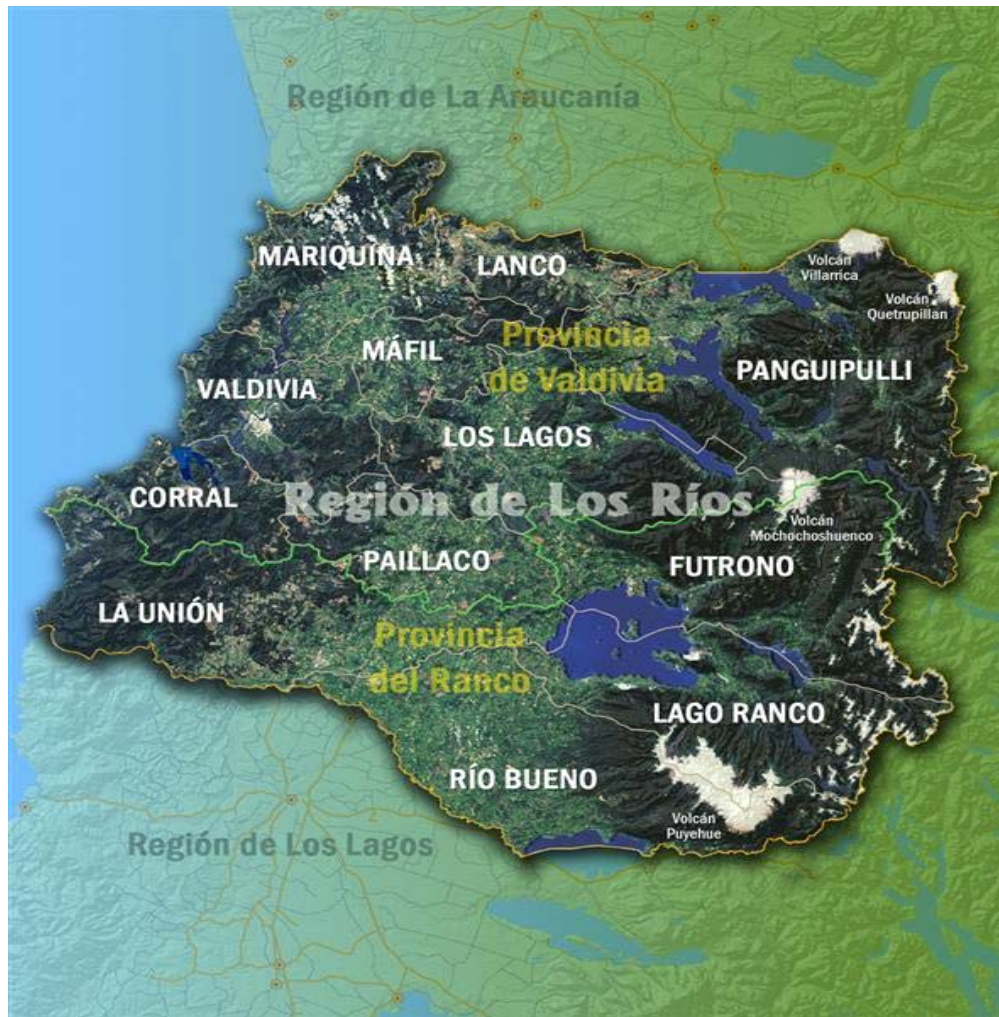 Región de La Araucanía
MARIQUINA
LANCO
Volcán
Villarrica
Volcán
Quetrupillan
Provincia
de Valdivia
MÁFIL
PANGUIPULLI
VALDIVIA
LOS LAGOS
CORRAL
Región de Los Ríos
Volcán
Mochochoshuenco
PAILLACO
FUTRONO
LA UNIÓN
Provincia
del Ranco
LAGO RANCO
RÍO BUENO
Volcán
Puyehue
Región de Los Lagos